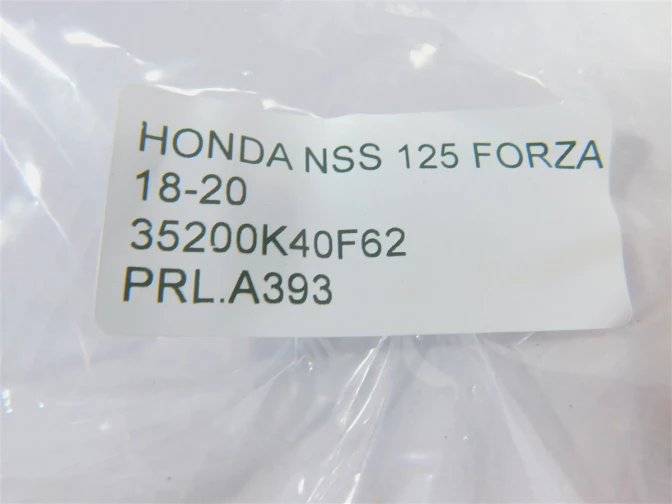 HONDA NSS 125 FORZA
18-20
35200K40F62
PRL.A393